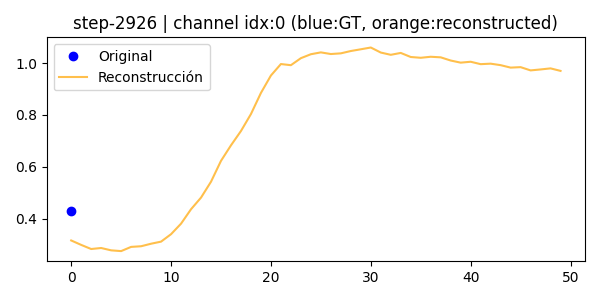 step-2926 | channel idx:0 (blue:GT, orange:reconstructed)
Original
Reconstrucción
1.0
0.8
0.6
0.4
0 10 20 30 40 50